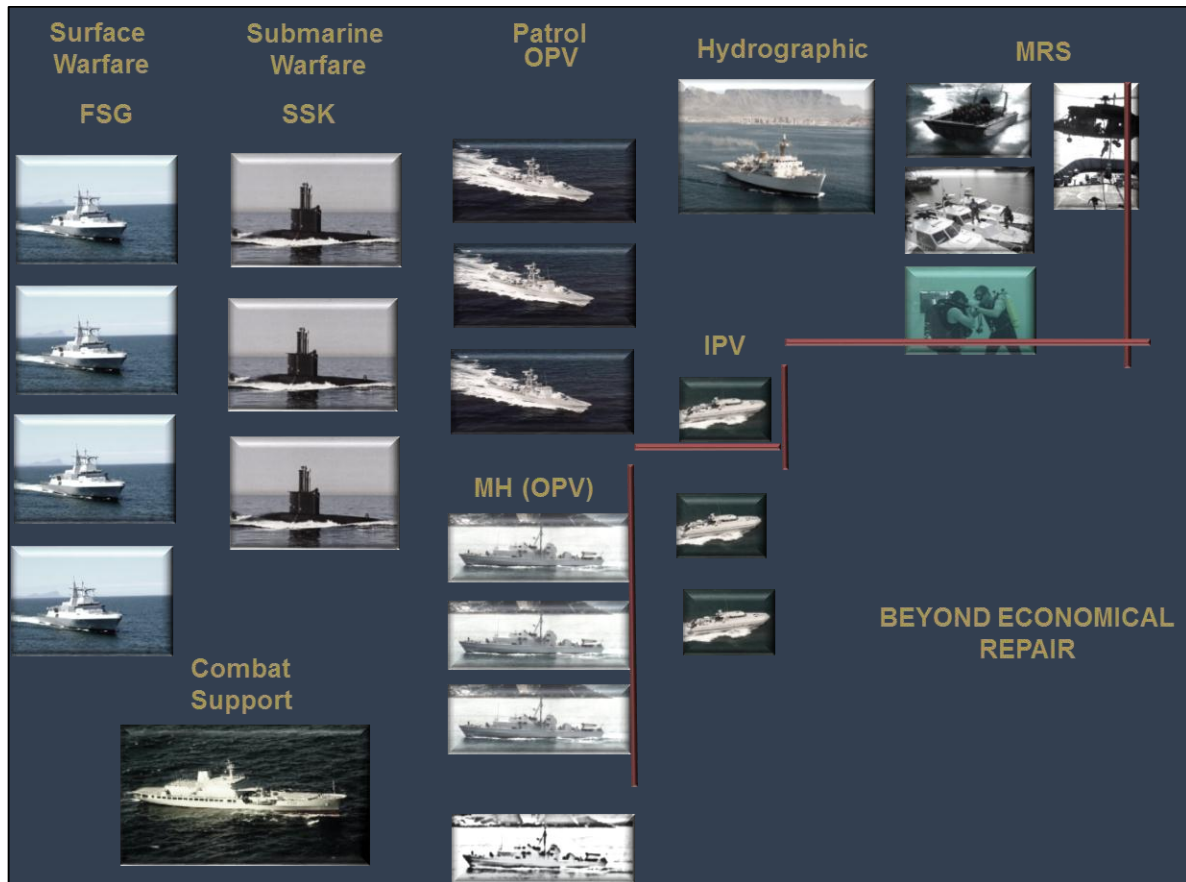 Surface
Warfare
FSG
Submarine
Warfare
SSK
Patrol
OPV
Hydrographic
MRS
IPV
MH (OPV)
Combat
Support
BEYOND ECONOMICAL
REPAIR